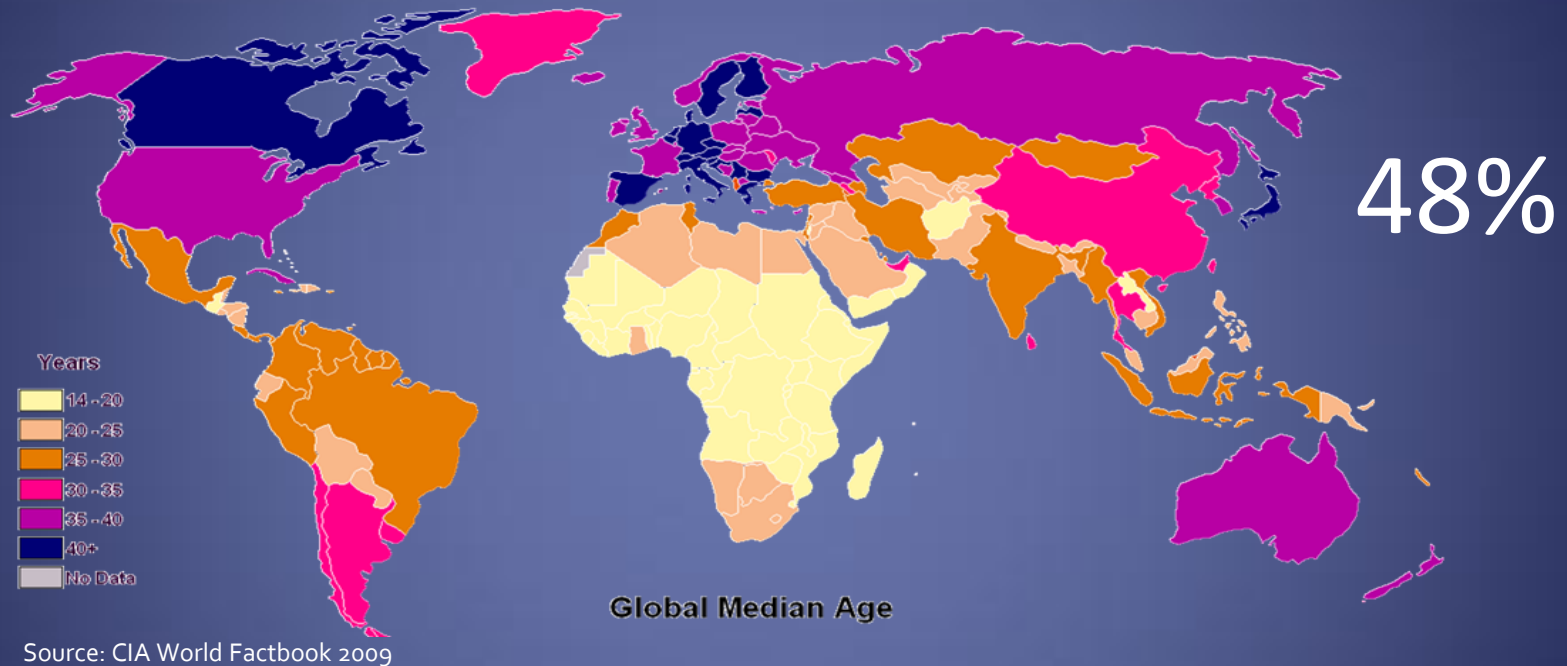 48%
Years
14 - 20
20 - 25
25 - 30
30 - 35
35 - 40
40+
No Data
Global Median Age
Source: CIA World Factbook 2009